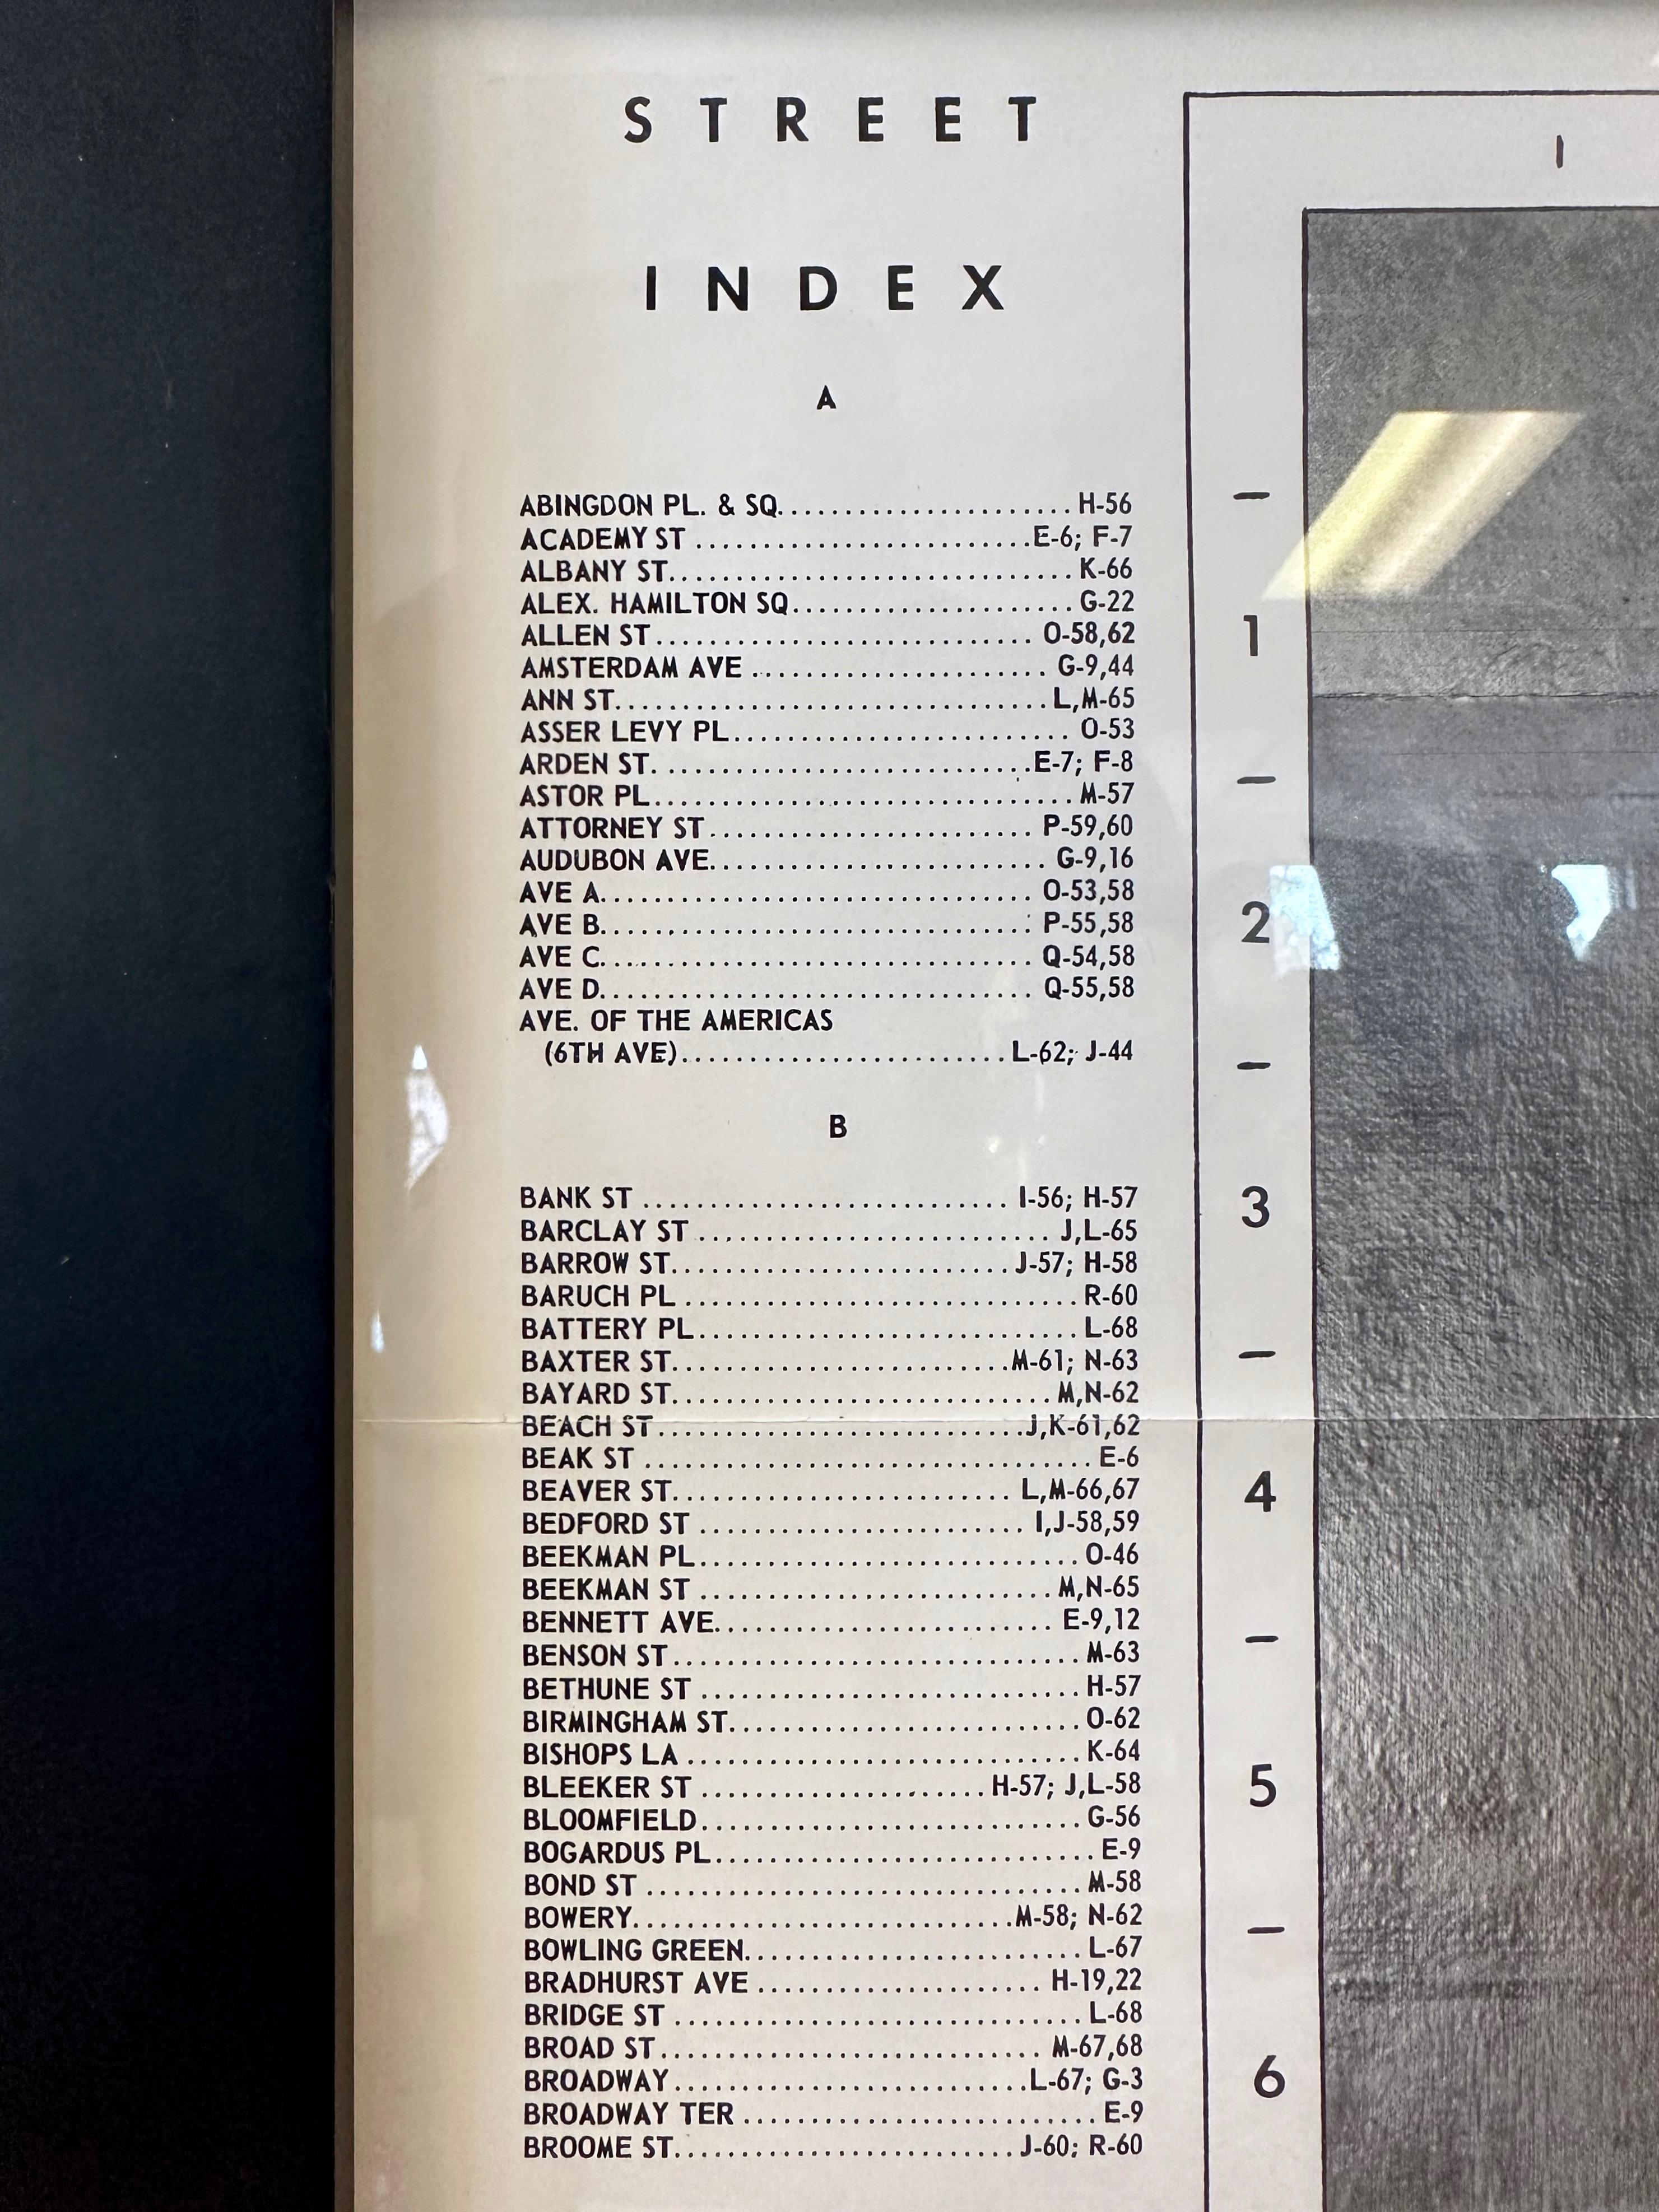 STREET
INDEX
A
ABINGDON PL. & SQ. H-56
ACADEMY ST E-6; F-7
ALBANY ST. K-66
ALEX. HAMILTON SQ. G-22
ALLEN ST. O-58,62
AMSTERDAM AVE G-9,44
ANN ST. L,M-65
ASSER LEVY PL. O-53
ARDEN ST. E-7; F-8
ASTOR PL. M-57
ATTORNEY ST. P-59,60
AUDUBON AVE. G-9,16
AVE A. O-53,58
AVE B. P-55,58
AVE C. Q-54,58
AVE D. Q-55,58
AVE. OF THE AMERICAS
(6TH AVE) L-62; J-44
B
BANK ST I-56; H-57
BARCLAY ST J,L-65
BARROW ST. J-57; H-58
BARUCH PL R-60
BATTERY PL. L-68
BAXTER ST. M-61; N-63
BAYARD ST. M,N-62
BEACH ST. J,K-61,62
BEAK ST E-6
BEAVER ST. L,M-66,67
BEDFORD ST I,J-58,59
BEEKMAN PL. O-46
BEEKMAN ST M,N-65
BENNETT AVE. E-9,12
BENSON ST. M-63
BETHUNE ST H-57
BIRMINGHAM ST. O-62
BISHOPS LA K-64
BLEEKER ST H-57; J,L-58
BLOOMFIELD G-56
BOGARDUS PL. E-9
BOND ST M-58
BOWERY. M-58; N-62
BOWLING GREEN. L-67
BRADHURST AVE H-19,22
BRIDGE ST L-68
BROAD ST. M-67,68
BROADWAY L-67; G-3
BROADWAY TER E-9
BROOME ST. J-60; R-60
I
1
2
3
4
5
6